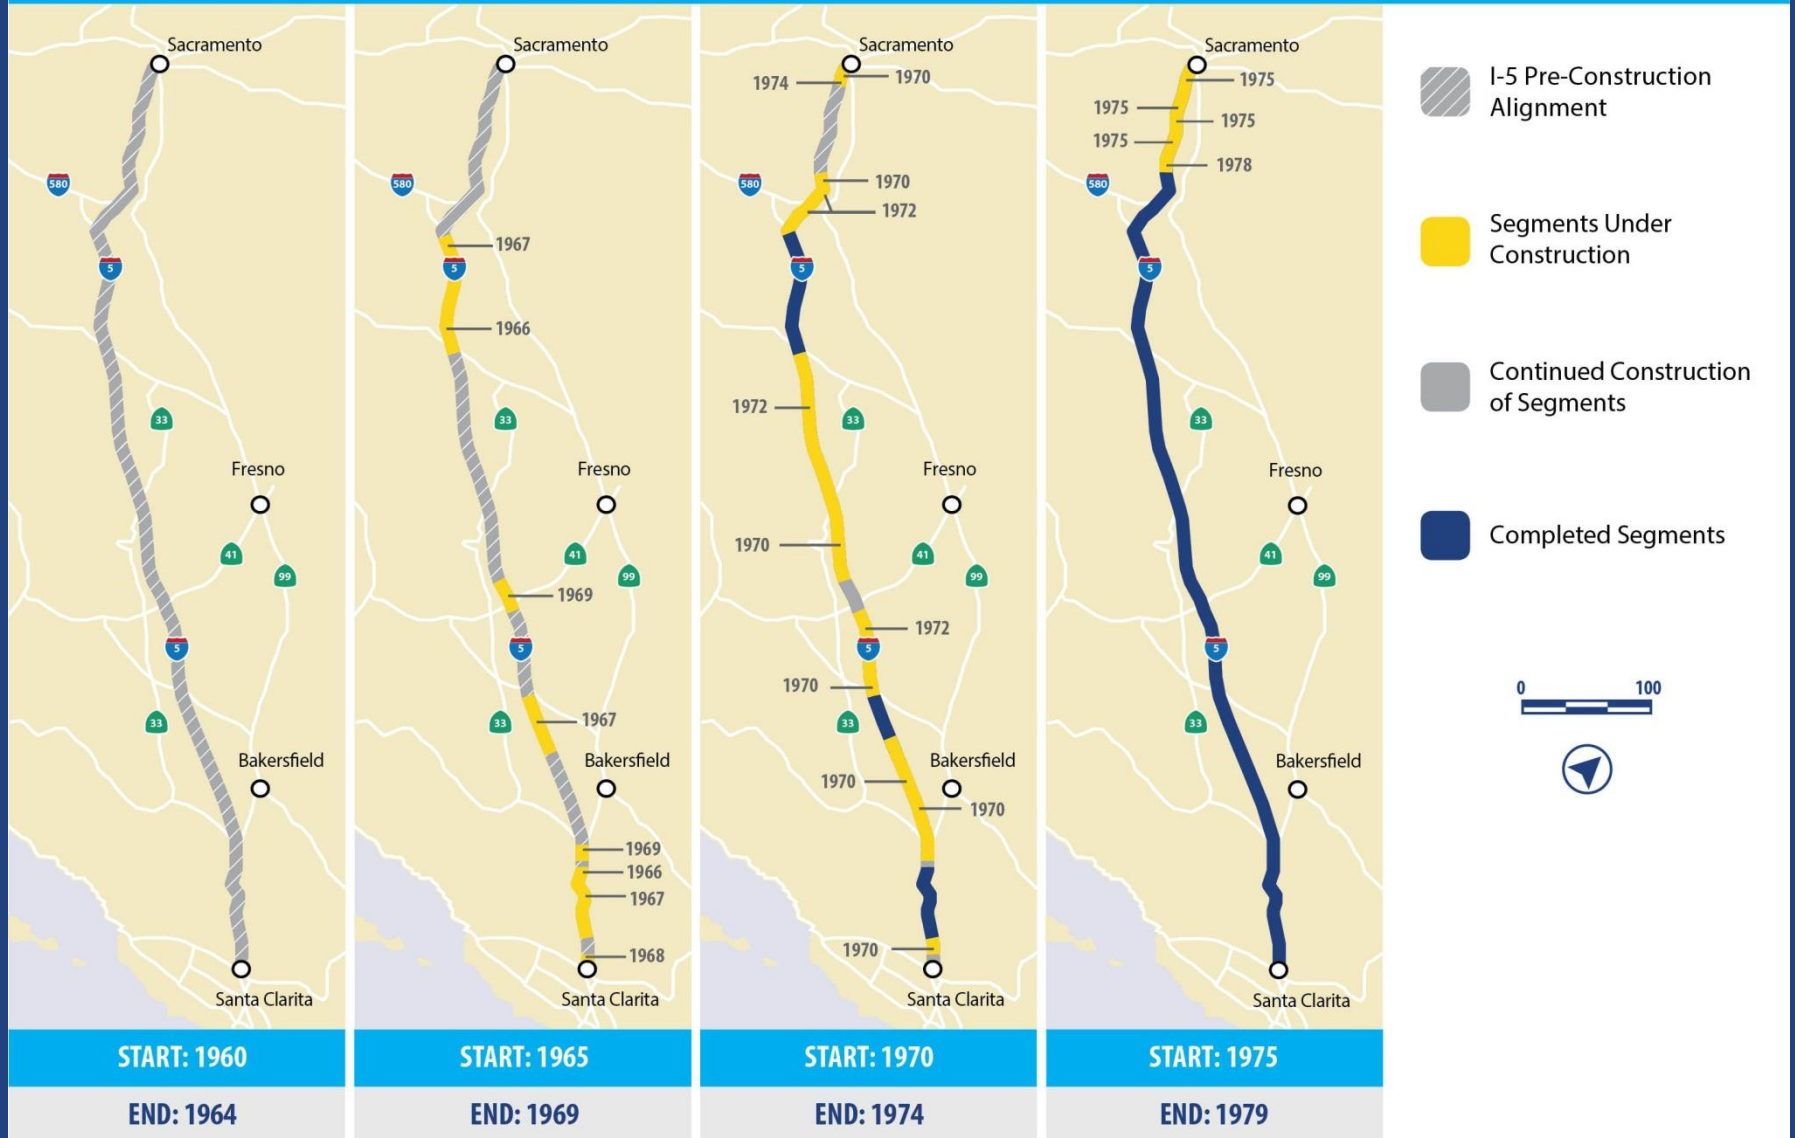 Sacramento
580
5
33
Fresno
41
99
5
33
Bakersfield
Santa Clarita
START: 1960
END: 1964
Sacramento
580
1967
5
1966
33
Fresno
41
99
1969
5
1967
33
Bakersfield
1969
1966
1967
1968
Santa Clarita
START: 1965
END: 1969
Sacramento
1970
1974
580
1970
1972
5
1972
33
Fresno
1970
41
99
1972
5
1970
33
Bakersfield
1970
1970
1970
Santa Clarita
START: 1970
END: 1974
Sacramento
1975
1975
1975
1975
1978
580
5
33
Fresno
41
99
5
33
Bakersfield
Santa Clarita
START: 1975
END: 1979
I-5 Pre-Construction
Alignment
Segments Under
Construction
Continued Construction
of Segments
Completed Segments
0 100